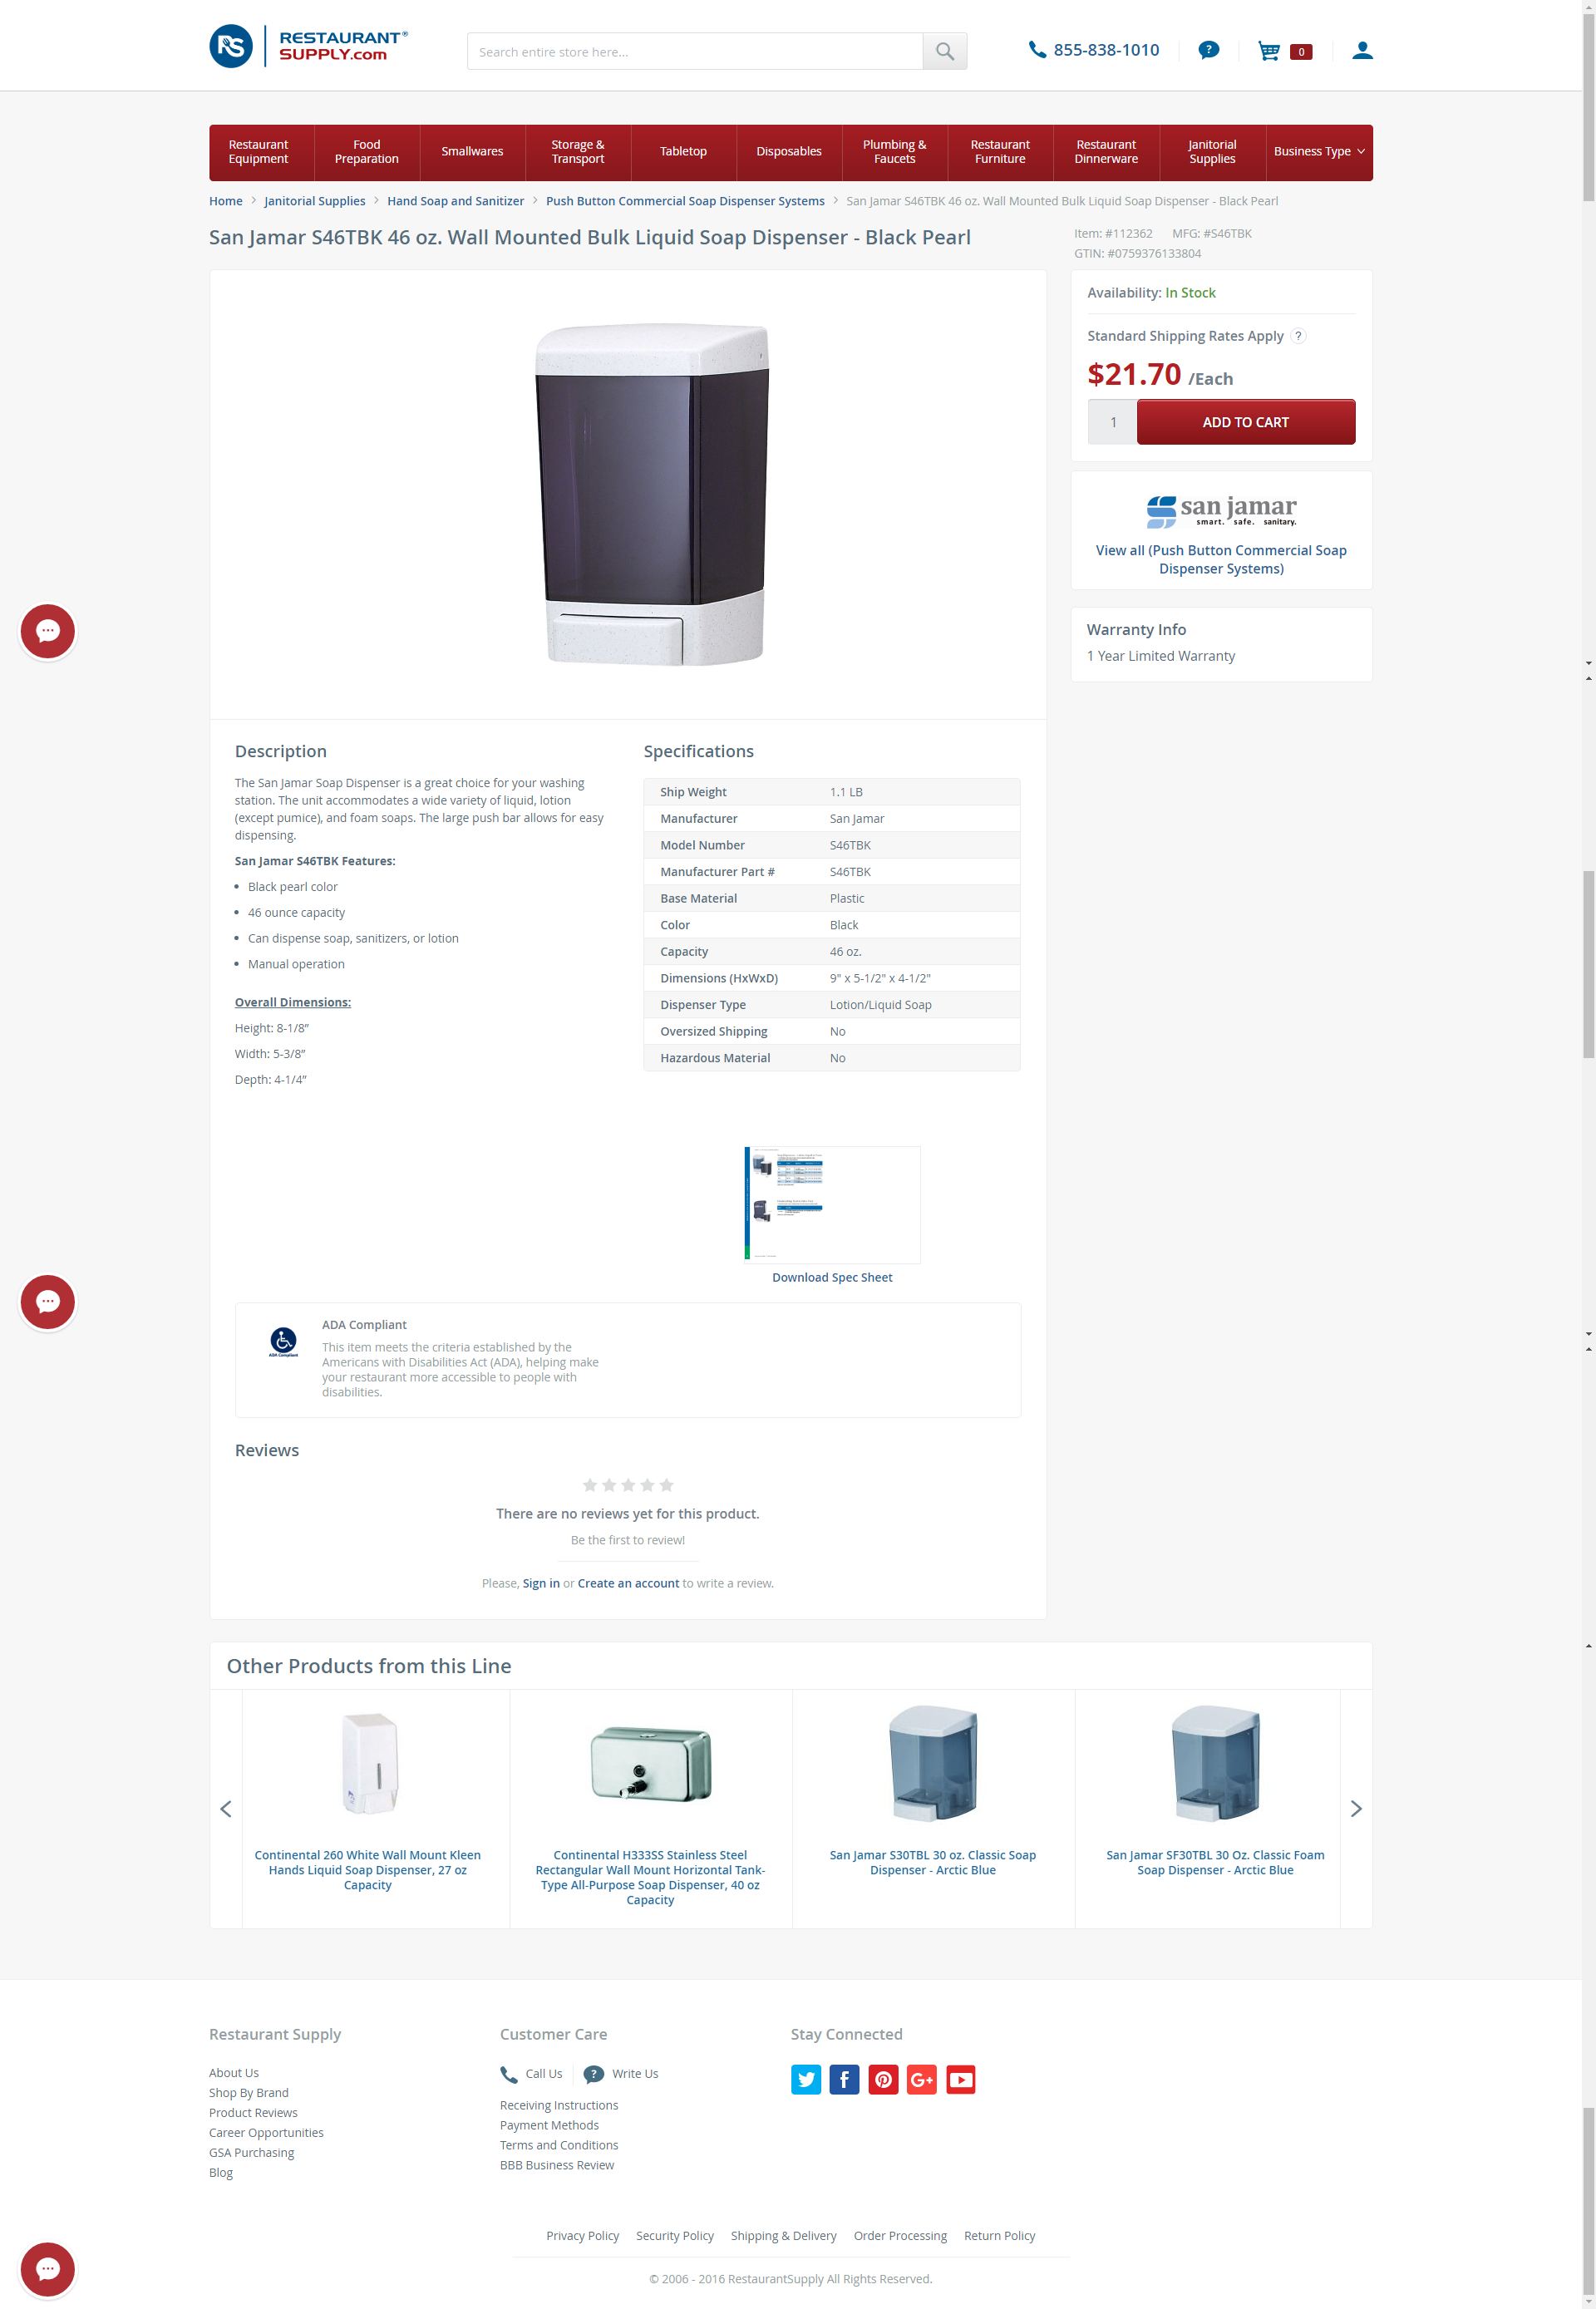 RS
RESTAURANT®
SUPPLY.com
Search entire store here...
855-838-1010
?
0
Restaurant
Equipment
Food
Preparation
Smallwares
Storage &
Transport
Tabletop
Disposables
Plumbing &
Faucets
Restaurant
Furniture
Restaurant
Dinnerware
Janitorial
Supplies
Business Type
Home > Janitorial Supplies > Hand Soap and Sanitizer > Push Button Commercial Soap Dispenser Systems > San Jamar S46TBK 46 oz. Wall Mounted Bulk Liquid Soap Dispenser - Black Pearl
San Jamar S46TBK 46 oz. Wall Mounted Bulk Liquid Soap Dispenser - Black Pearl
Item: #112362 MFG: #S46TBK
GTIN: #0759376133804
Availability: In Stock
Standard Shipping Rates Apply ?
$21.70 /Each
1
ADD TO CART
san jamar
smart. safe. sanitary.
View all (Push Button Commercial Soap
Dispenser Systems)
Warranty Info
1 Year Limited Warranty
Description
The San Jamar Soap Dispenser is a great choice for your washing
station. The unit accommodates a wide variety of liquid, lotion
(except pumice), and foam soaps. The large push bar allows for easy
dispensing.
San Jamar S46TBK Features:
• Black pearl color
• 46 ounce capacity
• Can dispense soap, sanitizers, or lotion
• Manual operation
Overall Dimensions:
Height: 8-1/8”
Width: 5-3/8”
Depth: 4-1/4”
Specifications
Ship Weight 1.1 LB
Manufacturer San Jamar
Model Number S46TBK
Manufacturer Part # S46TBK
Base Material Plastic
Color Black
Capacity 46 oz.
Dimensions (HxWxD) 9" x 5-1/2" x 4-1/2"
Dispenser Type Lotion/Liquid Soap
Oversized Shipping No
Hazardous Material No
Download Spec Sheet
ADA Compliant
ADA Compliant
This item meets the criteria established by the
Americans with Disabilities Act (ADA), helping make
your restaurant more accessible to people with
disabilities.
Reviews
There are no reviews yet for this product.
Be the first to review!
Please, Sign in or Create an account to write a review.
Other Products from this Line
Continental 260 White Wall Mount Kleen
Hands Liquid Soap Dispenser, 27 oz
Capacity
Continental H333SS Stainless Steel
Rectangular Wall Mount Horizontal Tank-
Type All-Purpose Soap Dispenser, 40 oz
Capacity
San Jamar S30TBL 30 oz. Classic Soap
Dispenser - Arctic Blue
San Jamar SF30TBL 30 Oz. Classic Foam
Soap Dispenser - Arctic Blue
Restaurant Supply
About Us
Shop By Brand
Product Reviews
Career Opportunities
GSA Purchasing
Blog
Customer Care
Call Us
? Write Us
Receiving Instructions
Payment Methods
Terms and Conditions
BBB Business Review
Stay Connected
f
G+
Privacy Policy Security Policy Shipping & Delivery Order Processing Return Policy
© 2006 - 2016 RestaurantSupply All Rights Reserved.